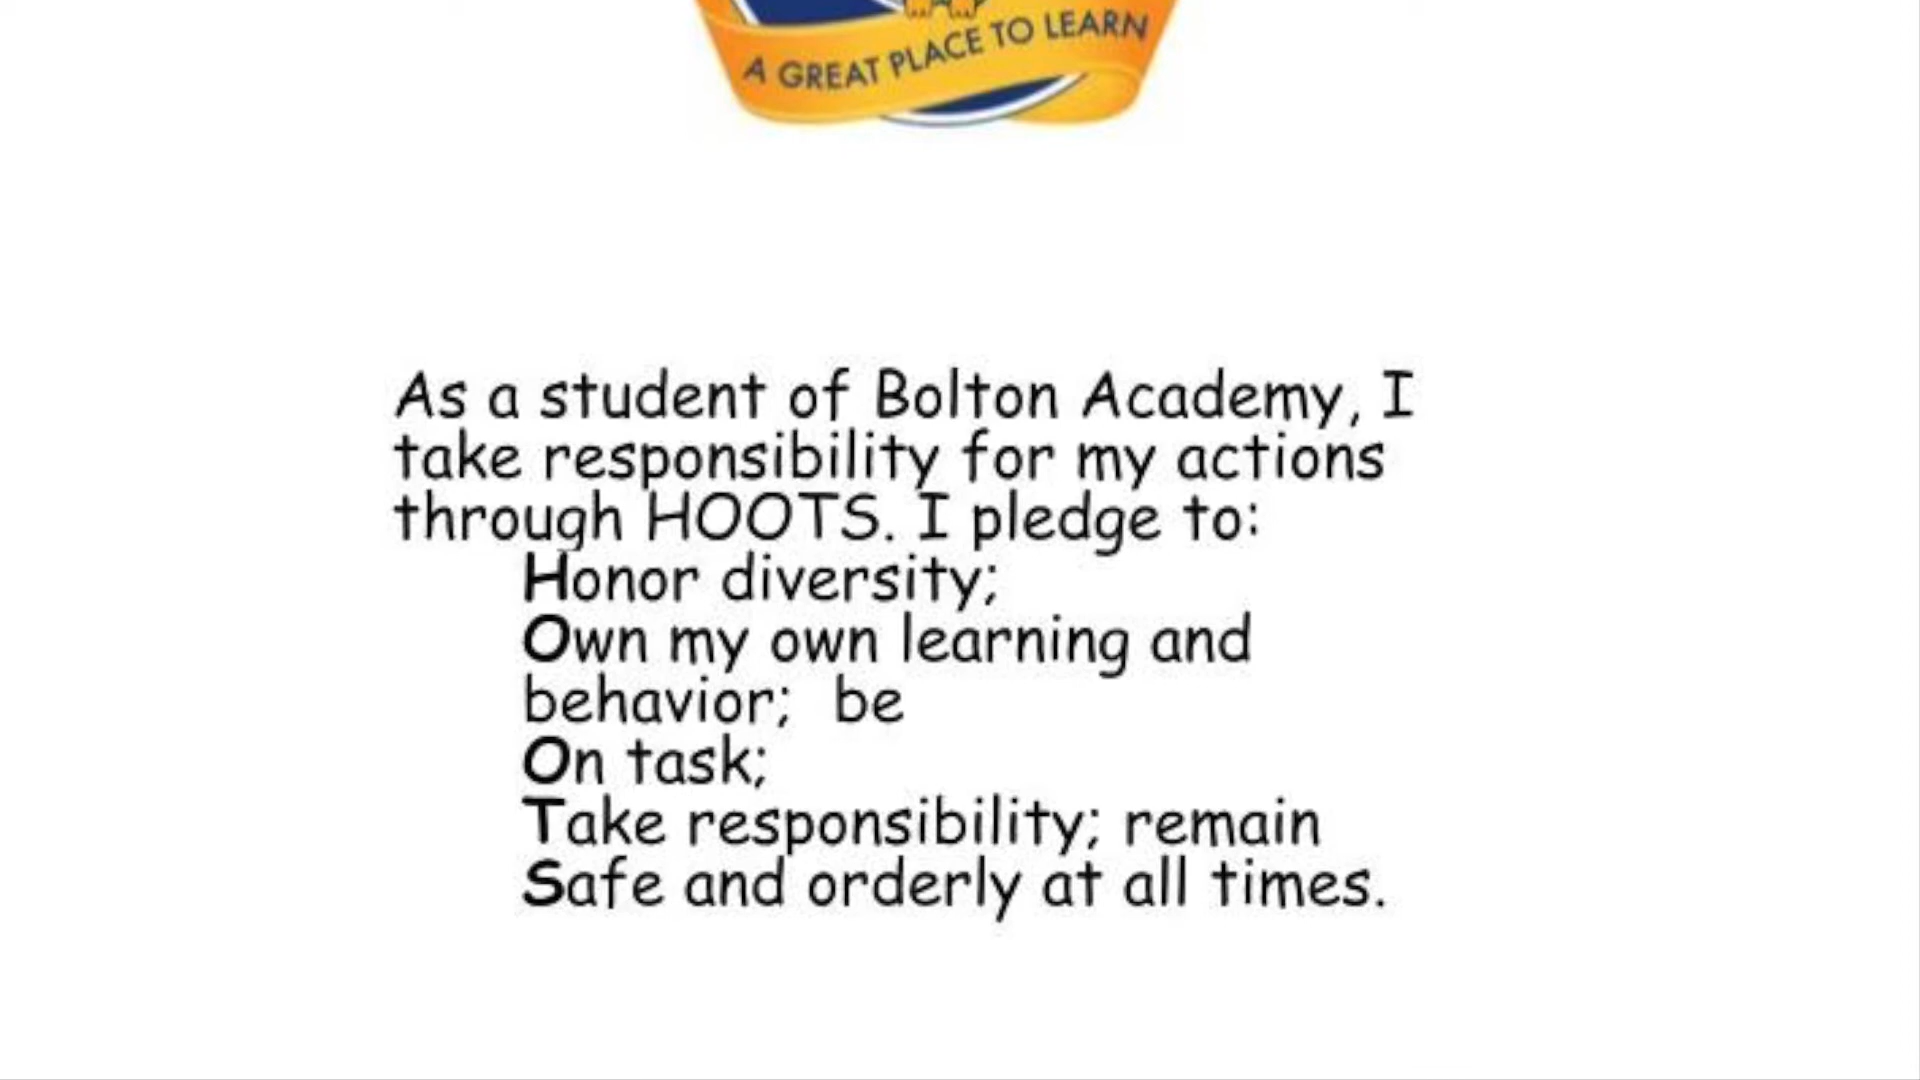 A GREAT PLACE TO LEARN
As a student of Bolton Academy, I
take responsibility for my actions
through HOOTS. I pledge to:
Honor diversity;
Own my own learning and
behavior;  be
On task;
Take responsibility; remain
Safe and orderly at all times.